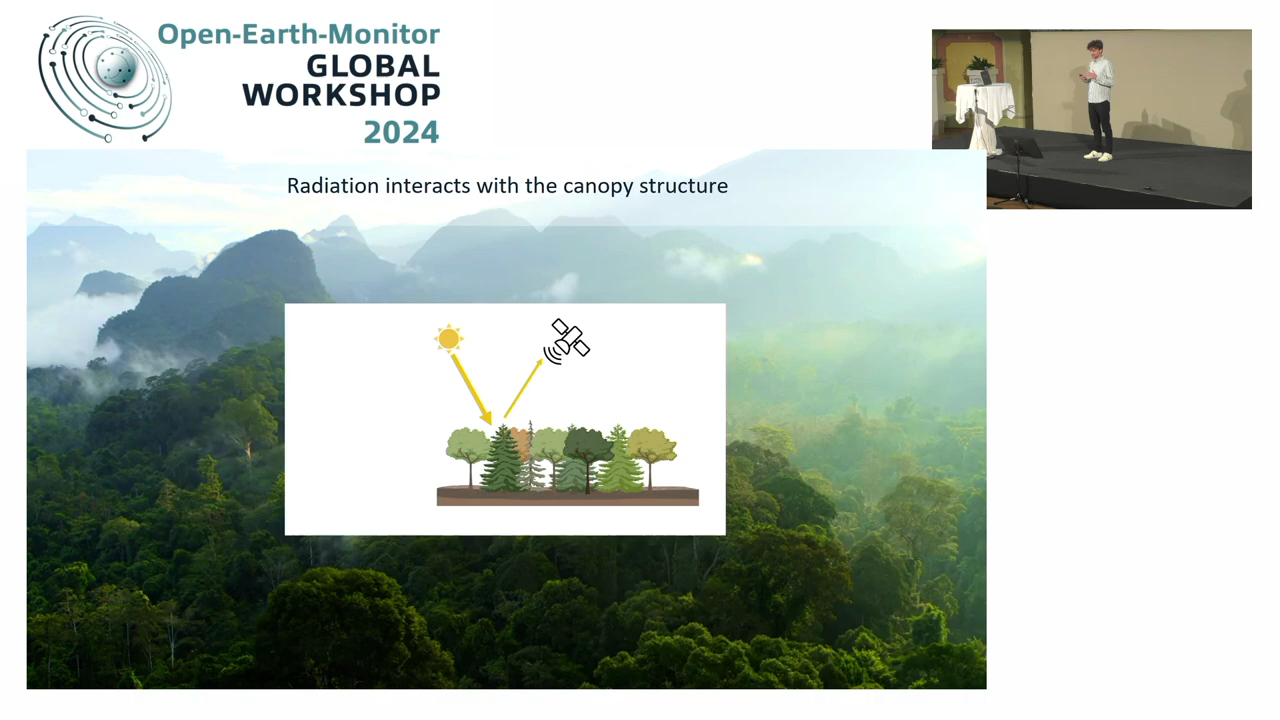 Open-Earth-Monitor
GLOBAL
WORKSHOP
2024
Radiation interacts with the canopy structure